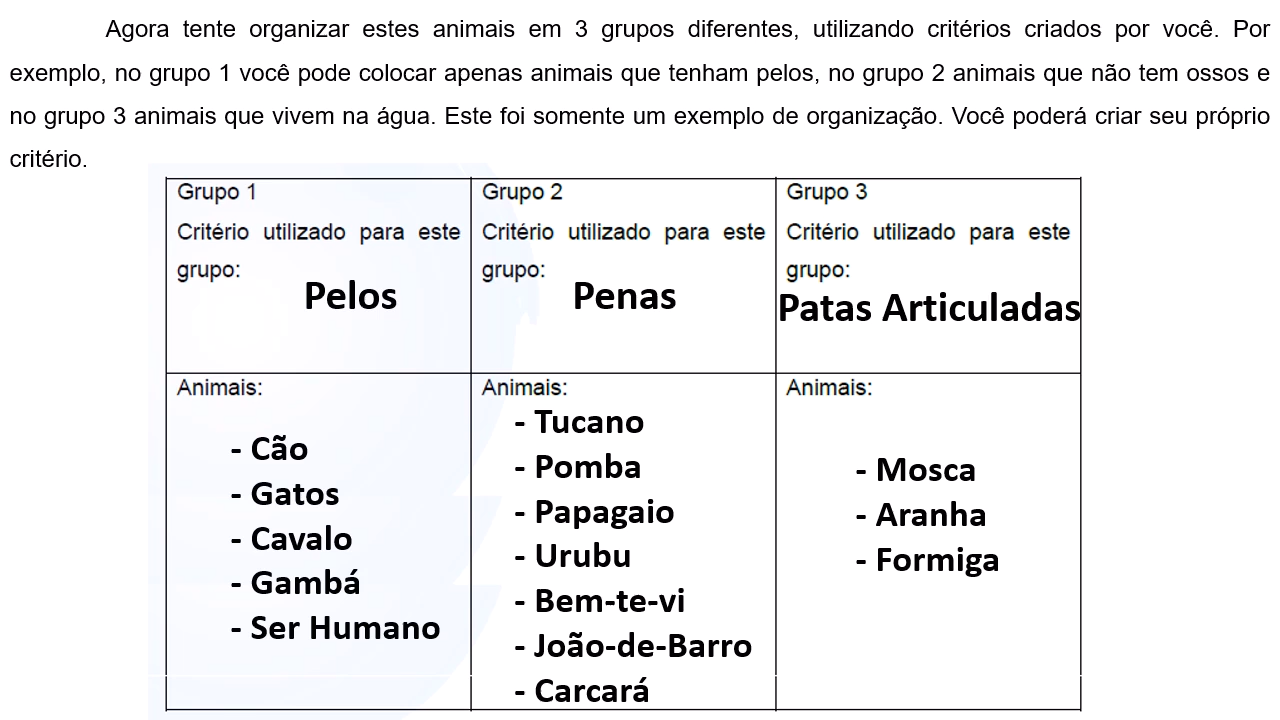 Agora tente organizar estes animais em 3 grupos diferentes, utilizando critérios criados por você. Por
exemplo, no grupo 1 você pode colocar apenas animais que tenham pelos, no grupo 2 animais que não tem ossos e
no grupo 3 animais que vivem na água. Este foi somente um exemplo de organização. Você poderá criar seu próprio
critério.
Grupo 1
Critério utilizado para este
grupo:
Pelos
Grupo 2
Critério utilizado para este
grupo:
Penas
Grupo 3
Critério utilizado para este
grupo:
Patas Articuladas
Animais:
- Cão
- Gatos
- Cavalo
- Gambá
- Ser Humano
Animais:
- Tucano
- Pomba
- Papagaio
- Urubu
- Bem-te-vi
- João-de-Barro
- Carcará
Animais:
- Mosca
- Aranha
- Formiga